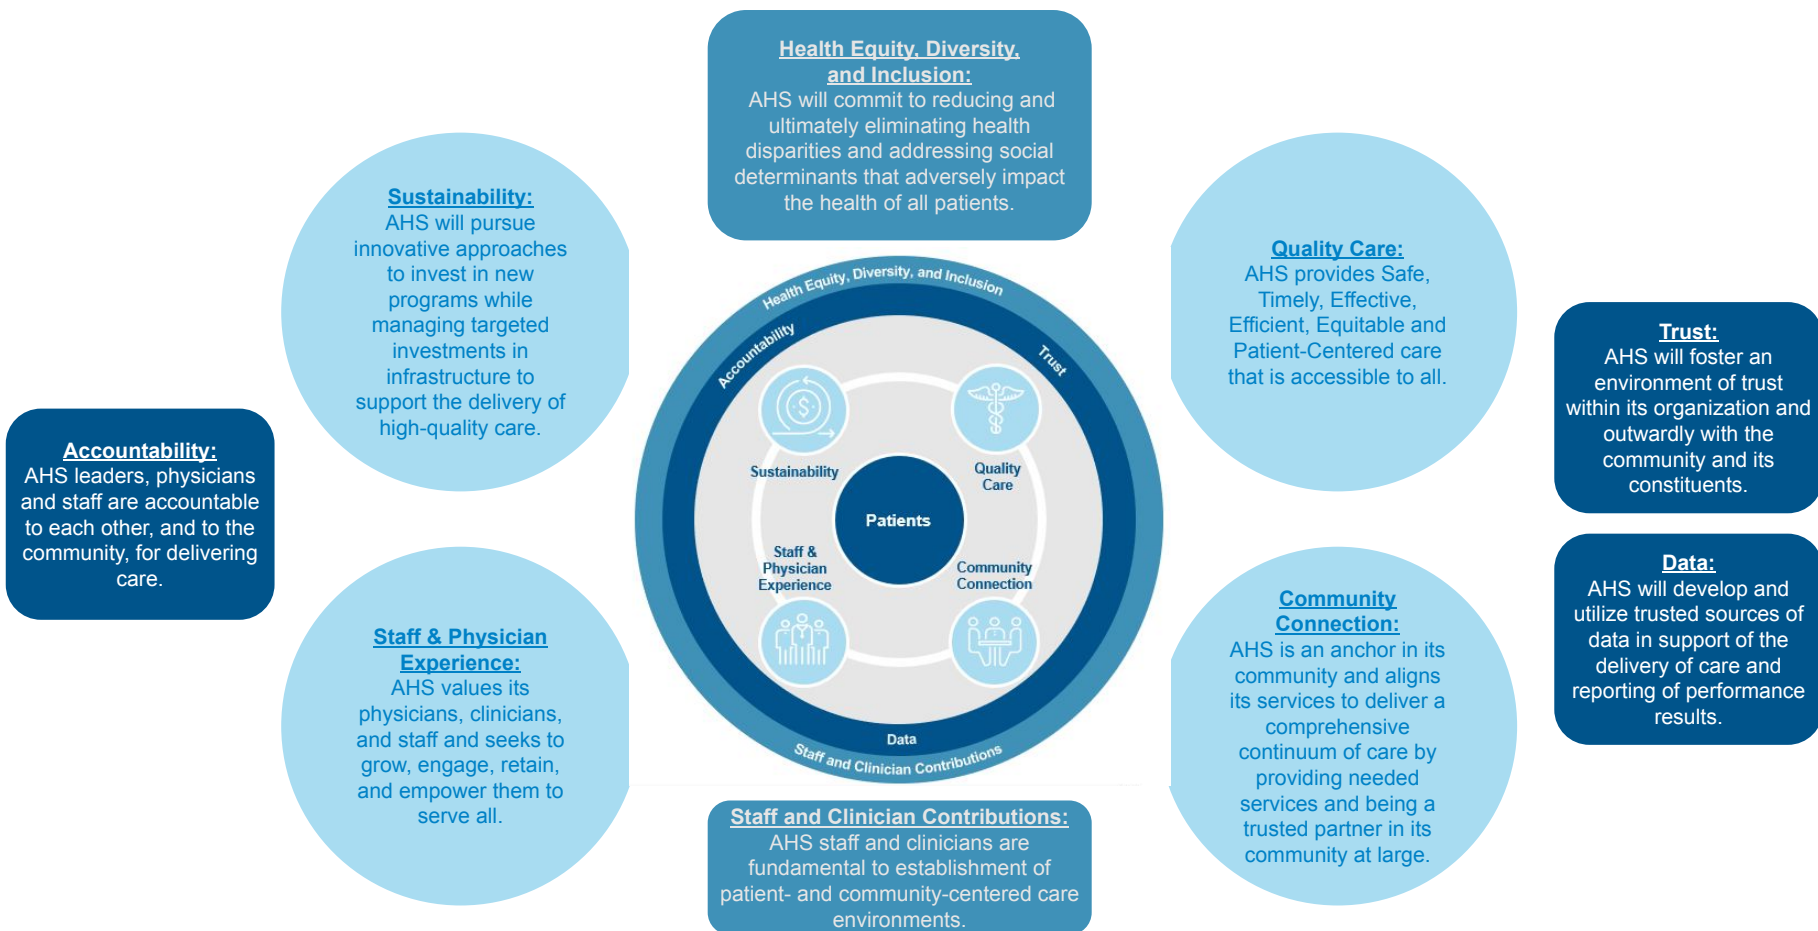 Health Equity, Diversity,
and Inclusion:
AHS will commit to reducing and
ultimately eliminating health
disparities and addressing social
determinants that adversely impact
the health of all patients.
Sustainability:
AHS will pursue
innovative approaches
to invest in new
programs while
managing targeted
investments in
infrastructure to
support the delivery of
high-quality care.
Quality Care:
AHS provides Safe,
Timely, Effective,
Efficient, Equitable and
Patient-Centered care
that is accessible to all.
Accountability:
AHS leaders, physicians
and staff are accountable
to each other, and to the
community, for delivering
care.
Health Equity, Diversity, and Inclusion
Accountability
Trust
Sustainability
Quality
Care
Patients
Staff &
Physician
Experience
Community
Connection
Data
Staff and Clinician Contributions
Trust:
AHS will foster an
environment of trust
within its organization and
outwardly with the
community and its
constituents.
Data:
AHS will develop and
utilize trusted sources of
data in support of the
delivery of care and
reporting of performance
results.
Staff & Physician
Experience:
AHS values its
physicians, clinicians,
and staff and seeks to
grow, engage, retain,
and empower them to
serve all.
Community
Connection:
AHS is an anchor in its
community and aligns
its services to deliver a
comprehensive
continuum of care by
providing needed
services and being a
trusted partner in its
community at large.
Staff and Clinician Contributions:
AHS staff and clinicians are
fundamental to establishment of
patient- and community-centered care
environments.